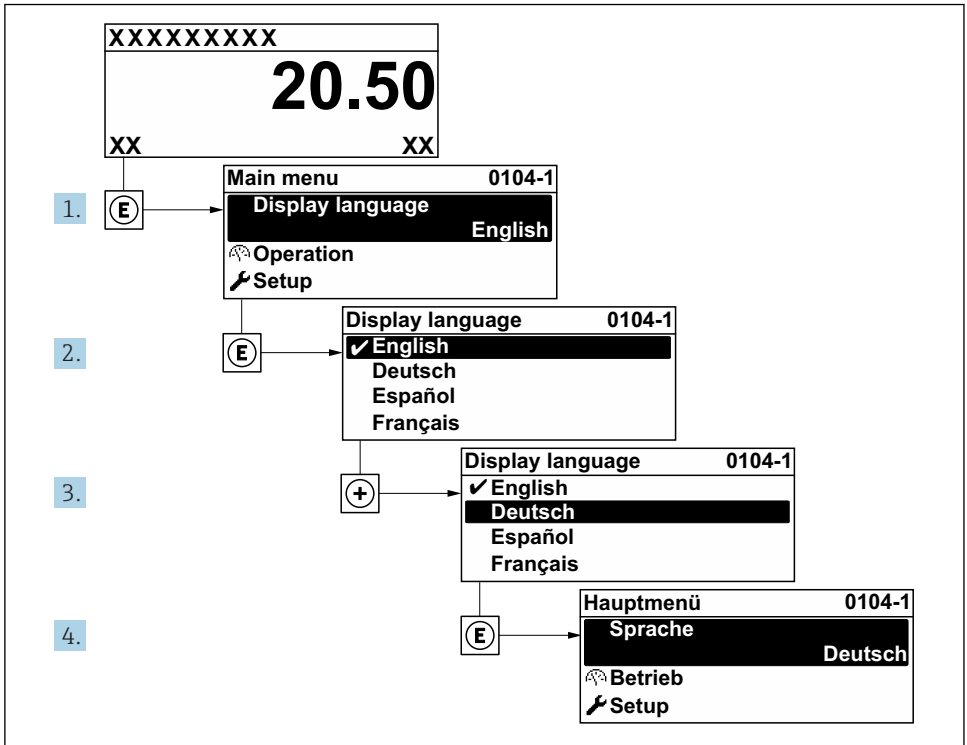 XXXXXXXXX
20.50
XX XX
1.
E
Main menu 0104-1
Display language
English
Operation
Setup
2.
E
Display language 0104-1
✔ English
Deutsch
Español
Français
3.
+
Display language 0104-1
✔ English
Deutsch
Español
Français
4.
E
Hauptmenü 0104-1
Sprache
Deutsch
Betrieb
Setup